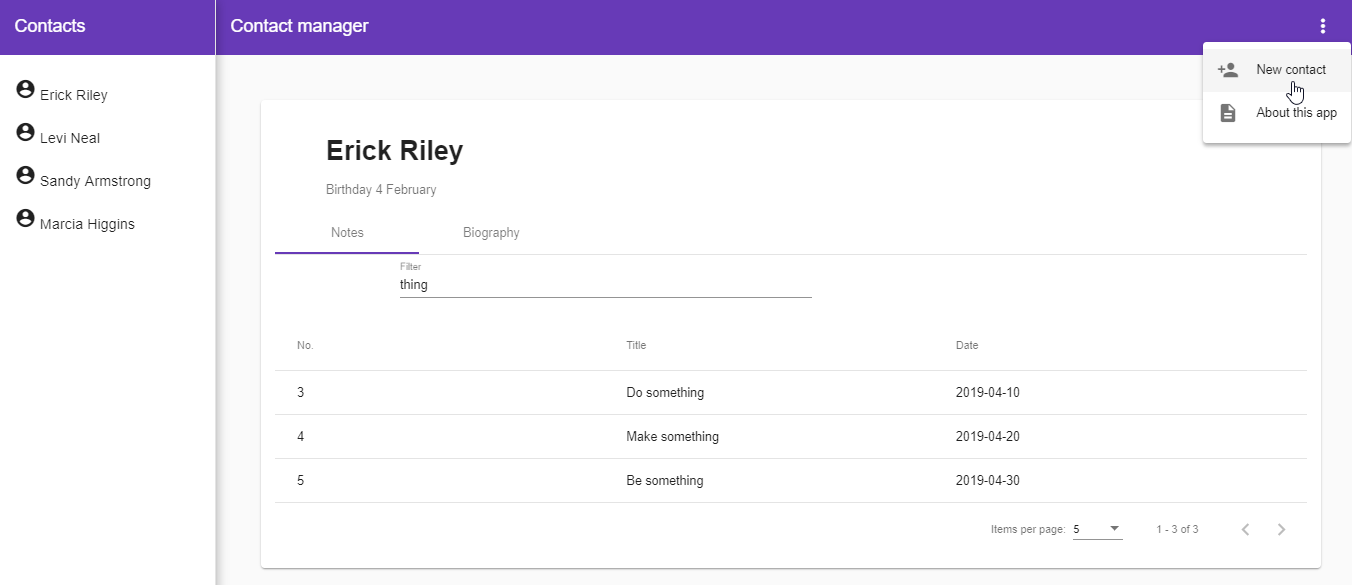 Contacts
Contact manager
New contact
About this app
Erick Riley
Levi Neal
Sandy Armstrong
Marcia Higgins
Erick Riley
Birthday 4 February
Notes Biography
Filter
thing
No. Title Date
3 Do something 2019-04-10
4 Make something 2019-04-20
5 Be something 2019-04-30
Items per page: 5 1 - 3 of 3